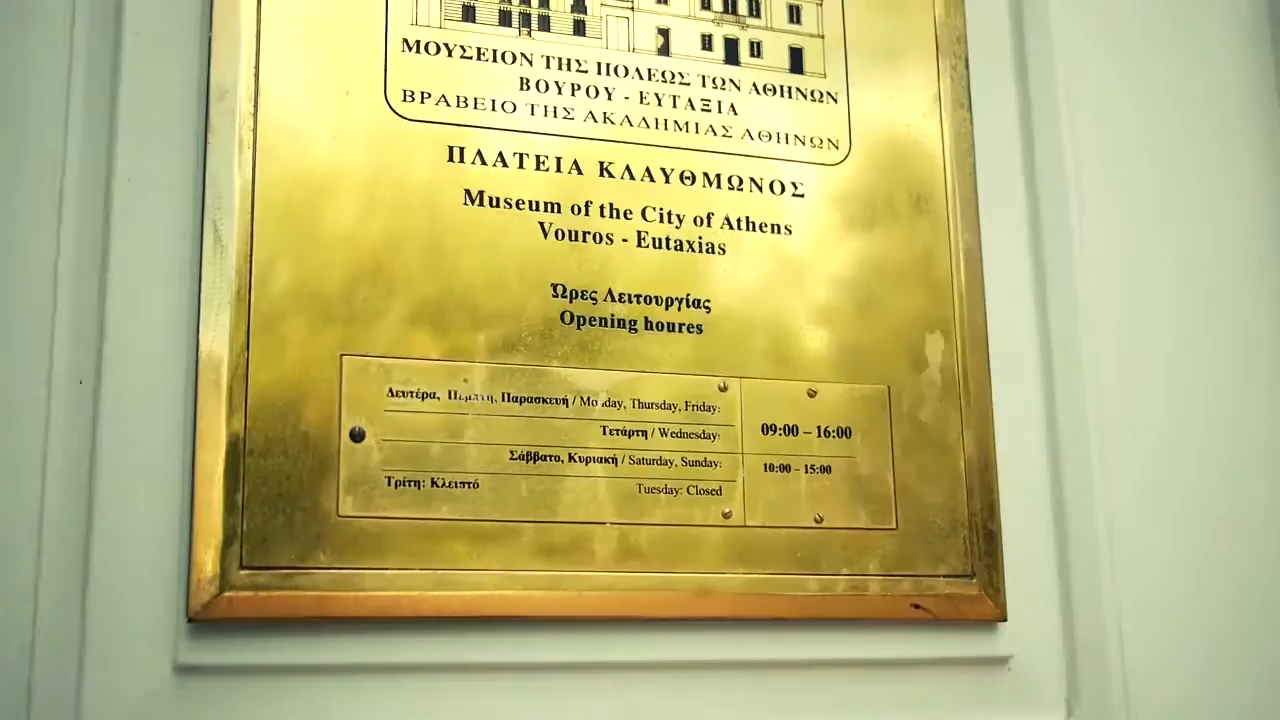 ΜΟΥΣΕΙΟΝ ΤΗΣ ΠΟΛΕΩΣ ΤΩΝ ΑΘΗΝΩΝ
ΒΟΥΡΟΥ - ΕΥΤΑΞΙΑ
ΒΡΑΒΕΙΟ ΤΗΣ ΑΚΑΔΗΜΙΑΣ ΑΘΗΝΩΝ
ΠΛΑΤΕΙΑ ΚΛΑΥΘΜΩΝΟΣ
Museum of the City of Athens
Vouros - Eutaxias
Ώρες Λειτουργίας
Opening houres
Δευτέρα, Πέμπτη, Παρασκευή / Monday, Thursday, Friday:
Τετάρτη / Wednesday:
09:00 – 16:00
Σάββατο, Κυριακή / Saturday, Sunday:
10:00 – 15:00
Τρίτη: Κλειστό Tuesday: Closed